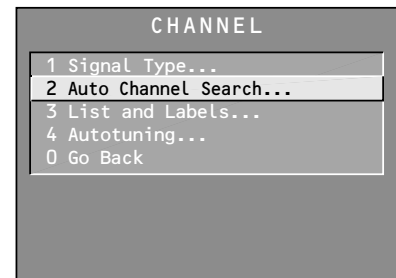 CHANNEL
1 Signal Type...
2 Auto Channel Search...
3 List and Labels...
4 Autotuning...
0 Go Back